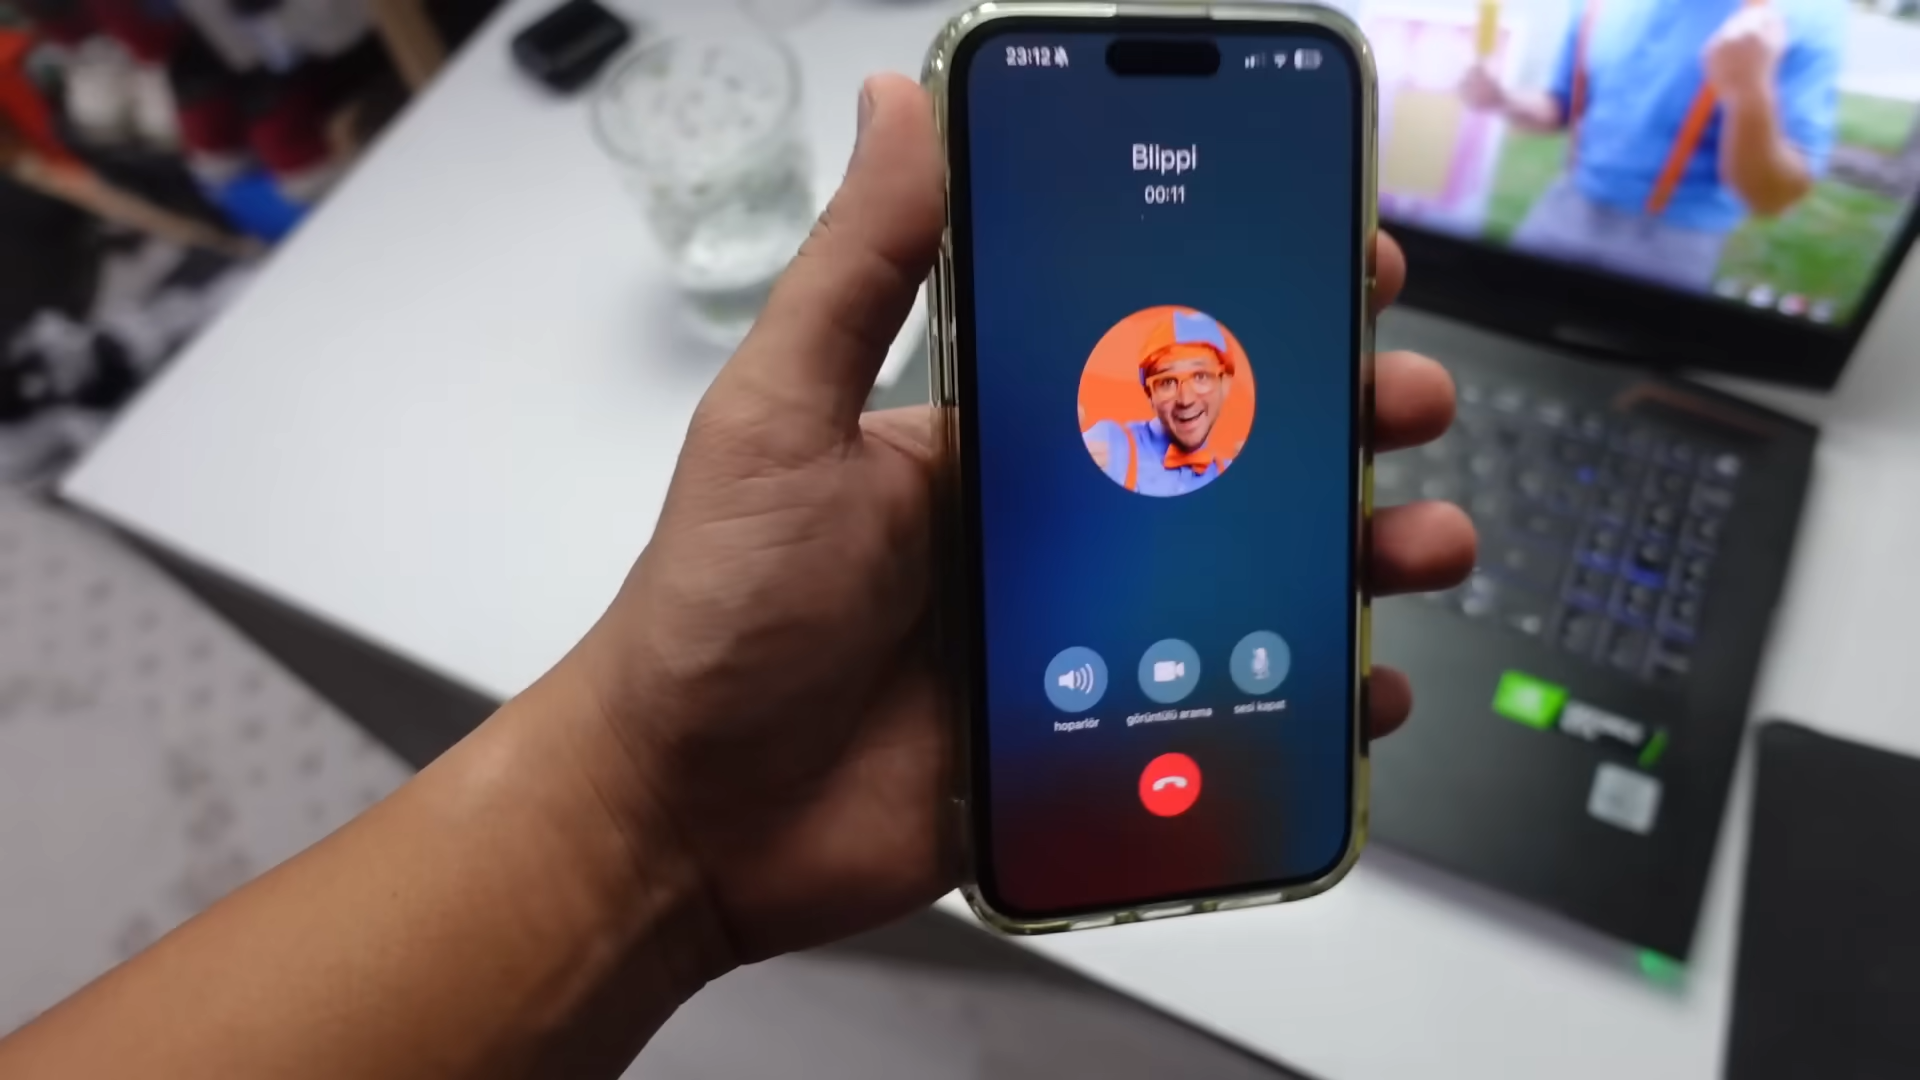 23:12
Blippi
00:11
hoparlör
görüntülü arama
sesi kapat